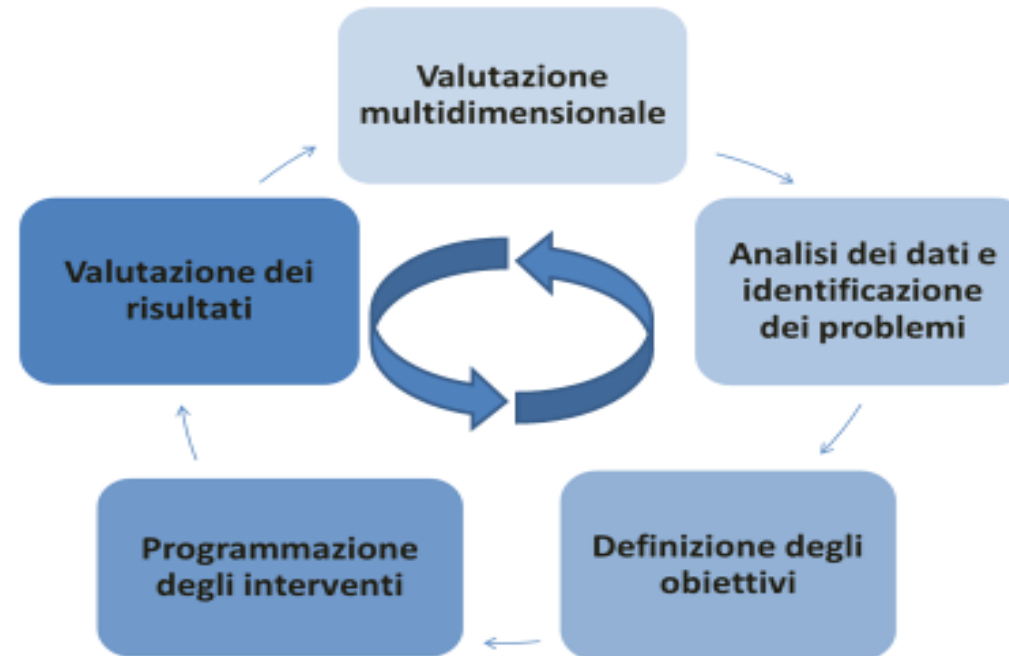 Valutazione
multidimensionale
Analisi dei dati e
identificazione
dei problemi
Definizione degli
obiettivi
Programmazione
degli interventi
Valutazione dei
risultati